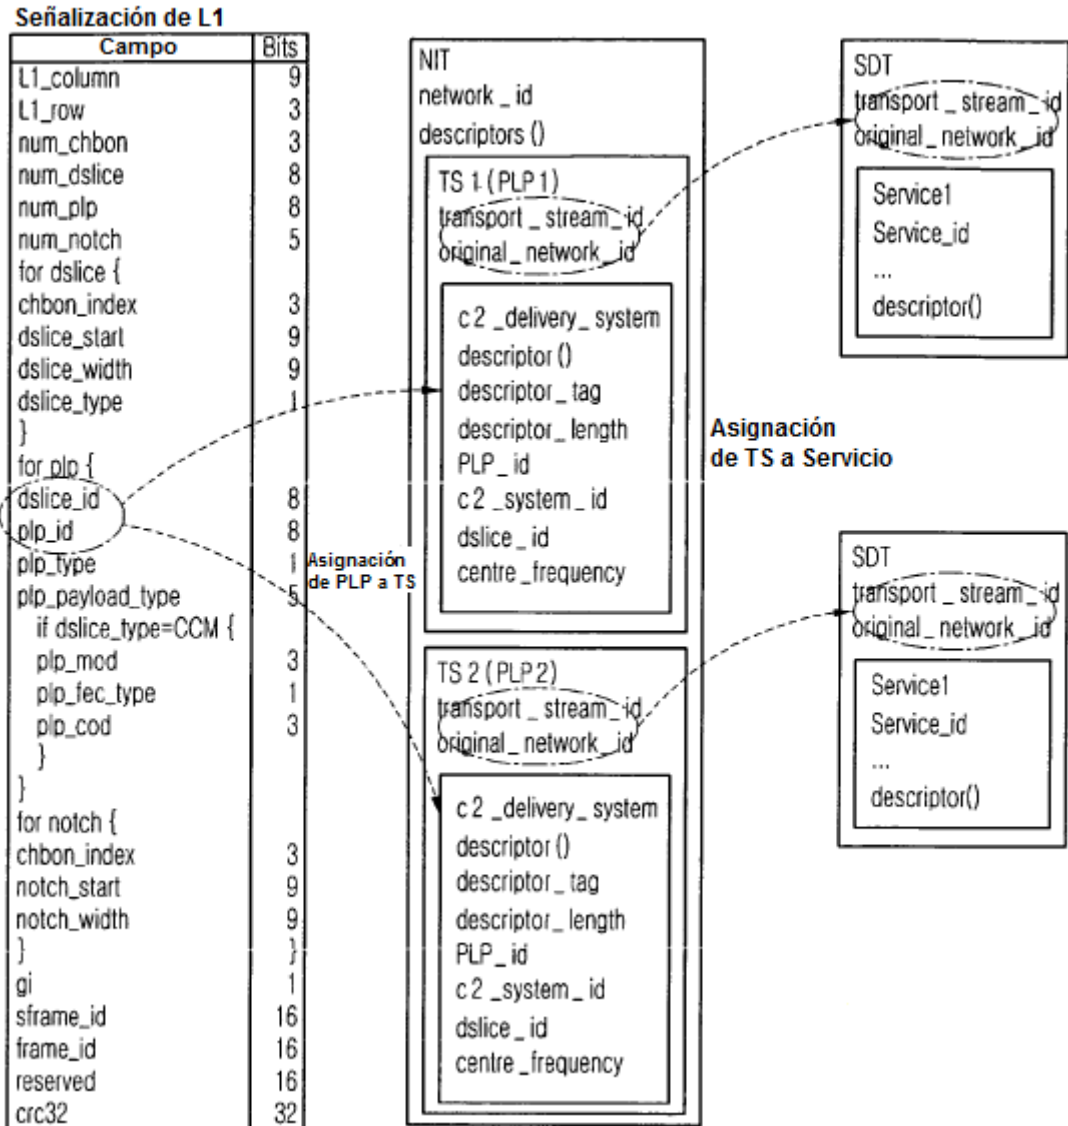 Señalización de L1
Campo Bits
L1_column 9
L1_row 3
num_chbon 3
num_dslice 8
num_plp 8
num_notch 5
for dslice {
chbon_index 3
dslice_start 9
dslice_width 9
dslice_type 1
}
for plp {
dslice_id 8
plp_id 8
plp_type 1
plp_payload_type 5
if dslice_type=CCM {
plp_mod 3
plp_fec_type 1
plp_cod 3
}
}
for notch {
chbon_index 3
notch_start 9
notch_width 9
} }
gi 1
sframe_id 16
frame_id 16
reserved 16
crc32 32
Asignación
de PLP a TS
NIT
network_id
descriptors ()
TS 1 (PLP 1)
transport_stream_id
original_network_id
c2_delivery_system
descriptor ()
descriptor_tag
descriptor_length
PLP_id
c2_system_id
dslice_id
centre_frequency
TS 2 (PLP 2)
transport_stream_id
original_network_id
c2_delivery_system
descriptor ()
descriptor_tag
descriptor_length
PLP_id
c2_system_id
dslice_id
centre_frequency
Asignación
de TS a Servicio
SDT
transport_stream_id
original_network_id
Service1
Service_id
...
descriptor()
SDT
transport_stream_id
original_network_id
Service1
Service_id
...
descriptor()